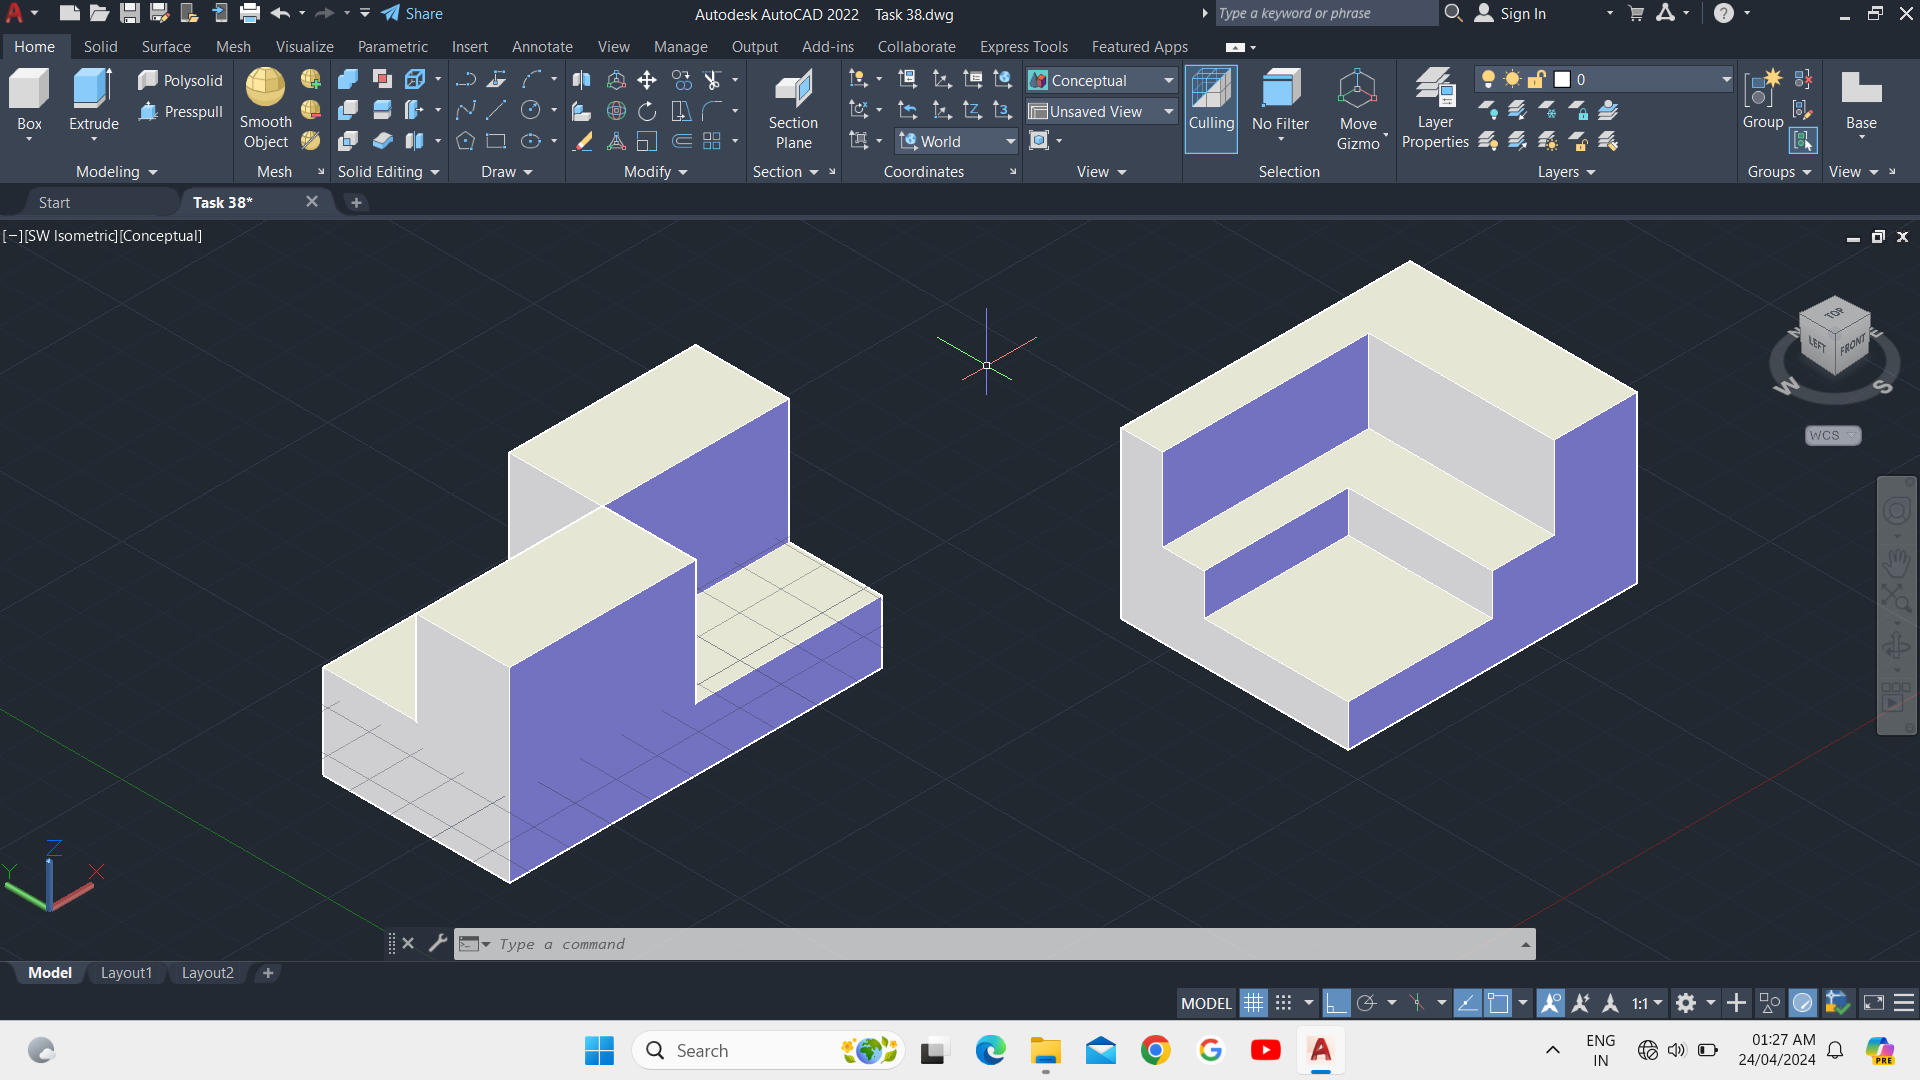 Share
Autodesk AutoCAD 2022 Task 38.dwg
Type a keyword or phrase
Sign In
Home Solid Surface Mesh Visualize Parametric Insert Annotate View Manage Output Add-ins Collaborate Express Tools Featured Apps
Box
Extrude
Polysolid
Presspull
Smooth
Object
Section
Plane
World
Conceptual
Unsaved View
Culling
No Filter
Move
Gizmo
Layer
Properties
0
Group
Base
Modeling Mesh Solid Editing Draw Modify Section Coordinates View Selection Layers Groups View
Start Task 38*
[−][SW Isometric][Conceptual]
TOP
LEFT FRONT
N E
W S
WCS
Z
Y X
Type a command
Model Layout1 Layout2
MODEL 1:1
Search
ENG
IN
01:27 AM
24/04/2024
PRE